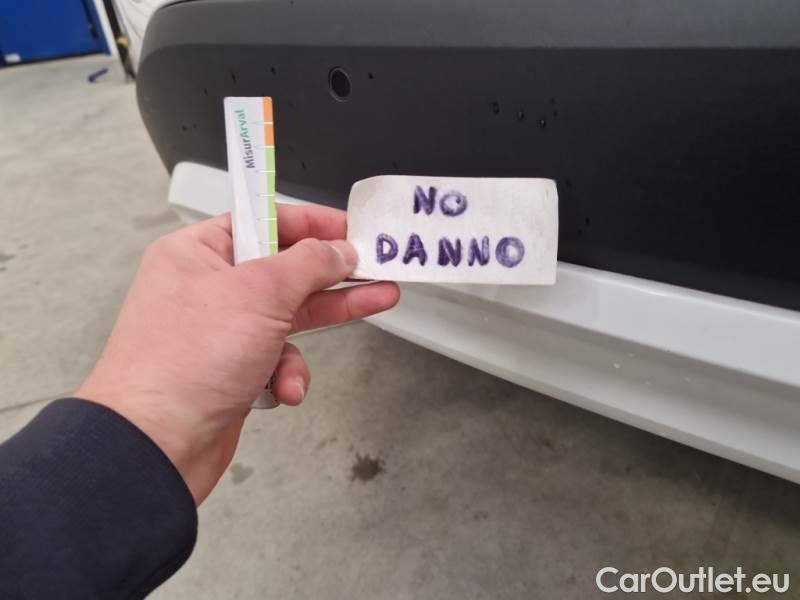 MisurArval
NO
DANNO
CarOutlet.eu